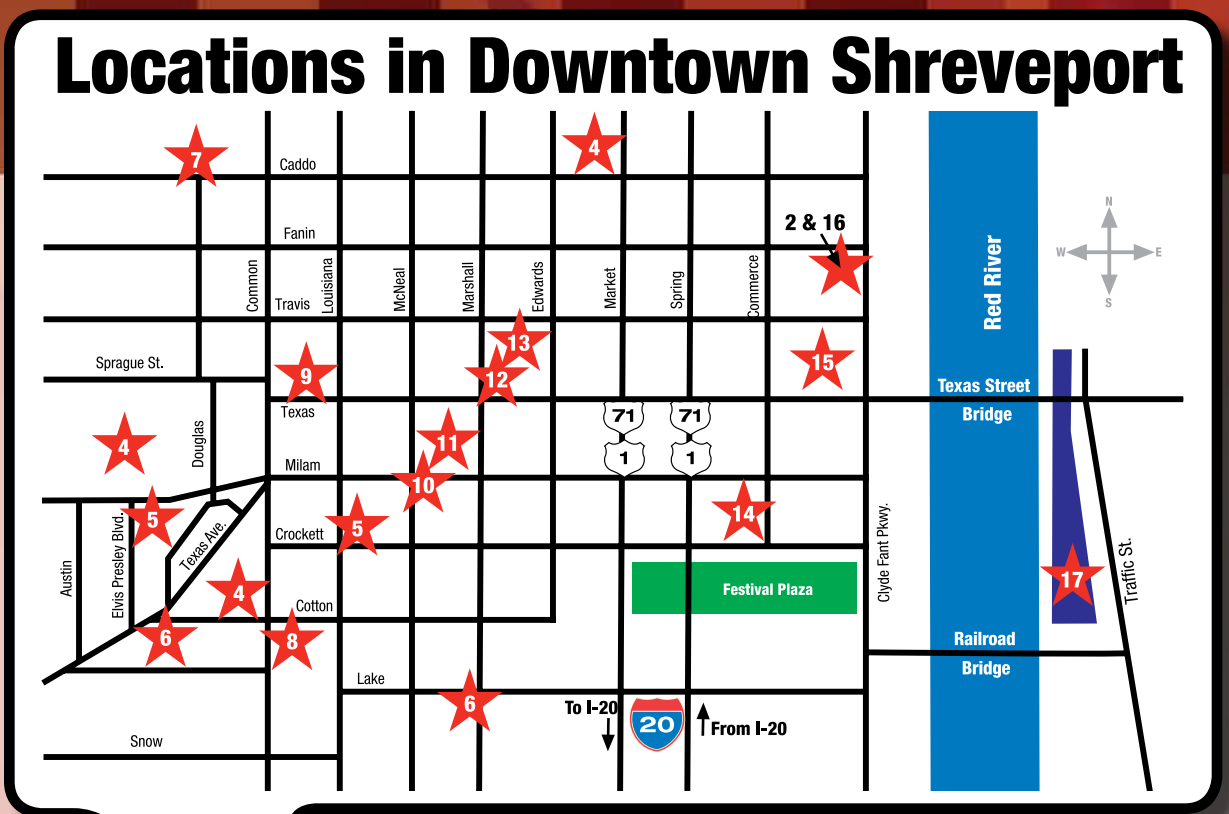 Locations in Downtown Shreveport
7
4
Caddo
2 & 16
Fanin
N
W
E
S
Common
Louisiana
McNeal
Marshall
Edwards
Market
Spring
Commerce
Red River
Travis
13
15
Sprague St.
9
12
Texas
Texas Street
Bridge
71
71
1
1
4
Douglas
11
Milam
10
14
5
5
Crockett
Austin
Elvis Presley Blvd.
Texas Ave.
Clyde Fant Pkwy.
Traffic St.
17
Festival Plaza
4
Cotton
6
8
Railroad
Bridge
Lake
6
To I-20
20
From I-20
Snow